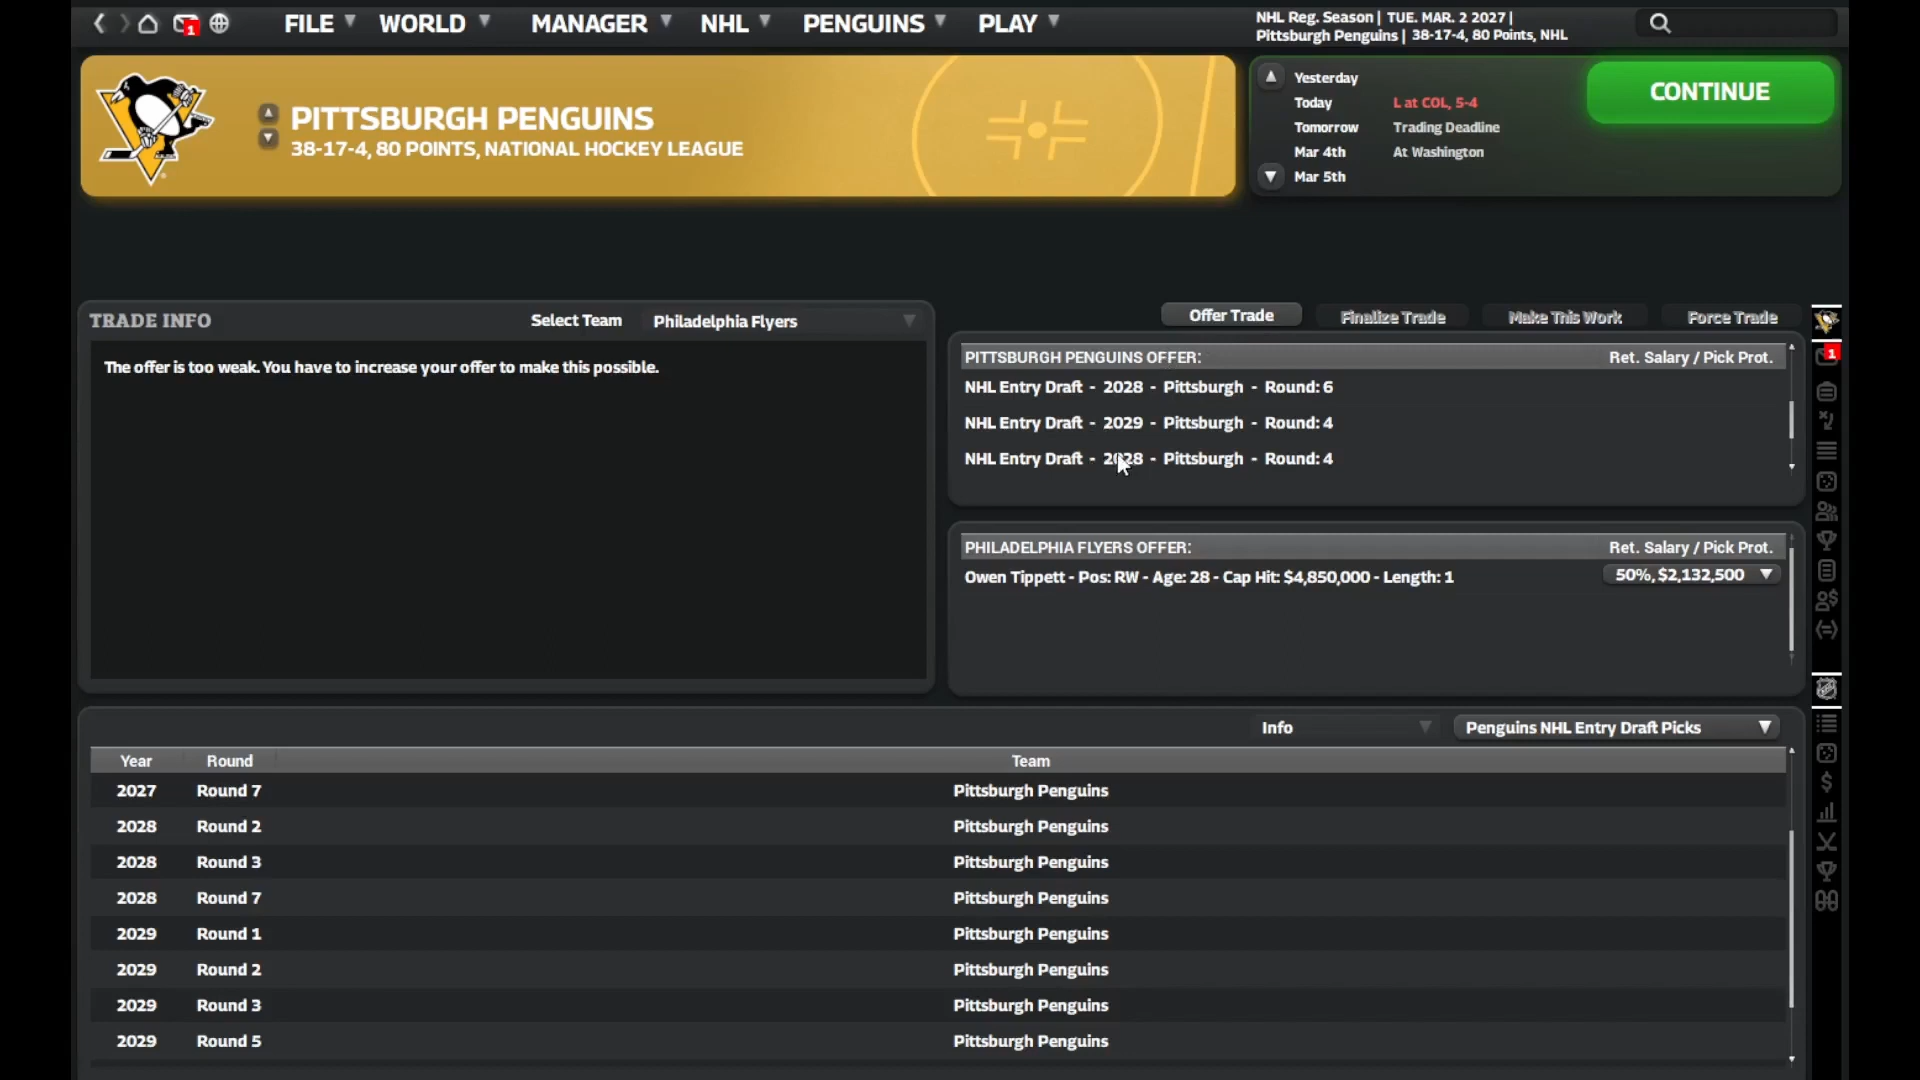 1
FILE
WORLD
MANAGER
NHL
PENGUINS
PLAY
NHL Reg. Season | TUE. MAR. 2 2027 |
Pittsburgh Penguins | 38-17-4, 80 Points, NHL
PITTSBURGH PENGUINS
38-17-4, 80 POINTS, NATIONAL HOCKEY LEAGUE
Yesterday
Today L at COL, 5-4
Tomorrow Trading Deadline
Mar 4th At Washington
Mar 5th
CONTINUE
TRADE INFO
Select Team Philadelphia Flyers
The offer is too weak. You have to increase your offer to make this possible.
Offer Trade
Finalize Trade
Make This Work
Force Trade
1
PITTSBURGH PENGUINS OFFER: Ret. Salary / Pick Prot.
NHL Entry Draft - 2028 - Pittsburgh - Round: 6
NHL Entry Draft - 2029 - Pittsburgh - Round: 4
NHL Entry Draft - 2028 - Pittsburgh - Round: 4
PHILADELPHIA FLYERS OFFER: Ret. Salary / Pick Prot.
Owen Tippett - Pos: RW - Age: 28 - Cap Hit: $4,850,000 - Length: 1 50%, $2,132,500
Info Penguins NHL Entry Draft Picks
Year Round Team
2027 Round 7 Pittsburgh Penguins
2028 Round 2 Pittsburgh Penguins
2028 Round 3 Pittsburgh Penguins
2028 Round 7 Pittsburgh Penguins
2029 Round 1 Pittsburgh Penguins
2029 Round 2 Pittsburgh Penguins
2029 Round 3 Pittsburgh Penguins
2029 Round 5 Pittsburgh Penguins